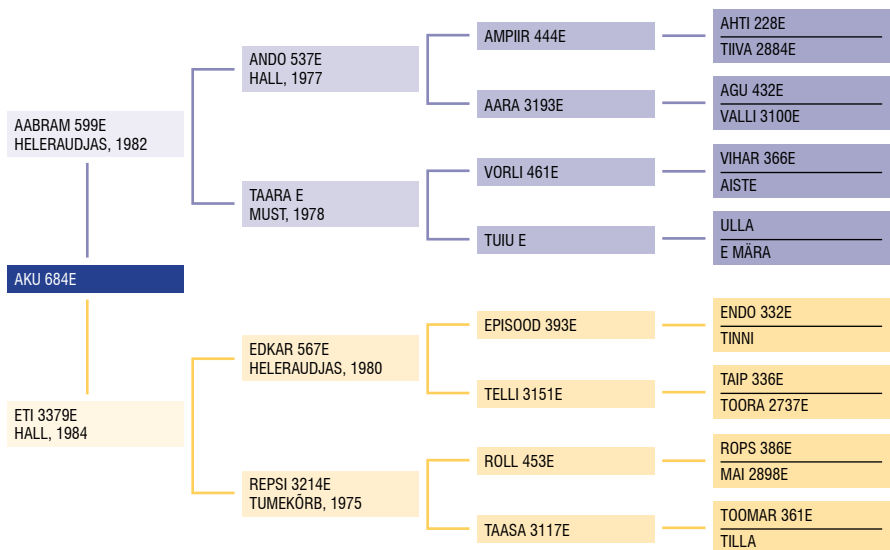 AABRAM 599E
HELERAUDJAS, 1982
AKU 684E
ETI 3379E
HALL, 1984
ANDO 537E
HALL, 1977
TAARA E
MUST, 1978
EDKAR 567E
HELERAUDJAS, 1980
REPSI 3214E
TUMEKÕRB, 1975
AMPIIR 444E
AARA 3193E
VORLI 461E
TUIU E
EPISOOD 393E
TELLI 3151E
ROLL 453E
TAASA 3117E
AHTI 228E
TIIVA 2884E
AGU 432E
VALLI 3100E
VIHAR 366E
AISTE
ULLA
E MÄRA
ENDO 332E
TINNI
TAIP 336E
TOORA 2737E
ROPS 386E
MAI 2898E
TOOMAR 361E
TILLA